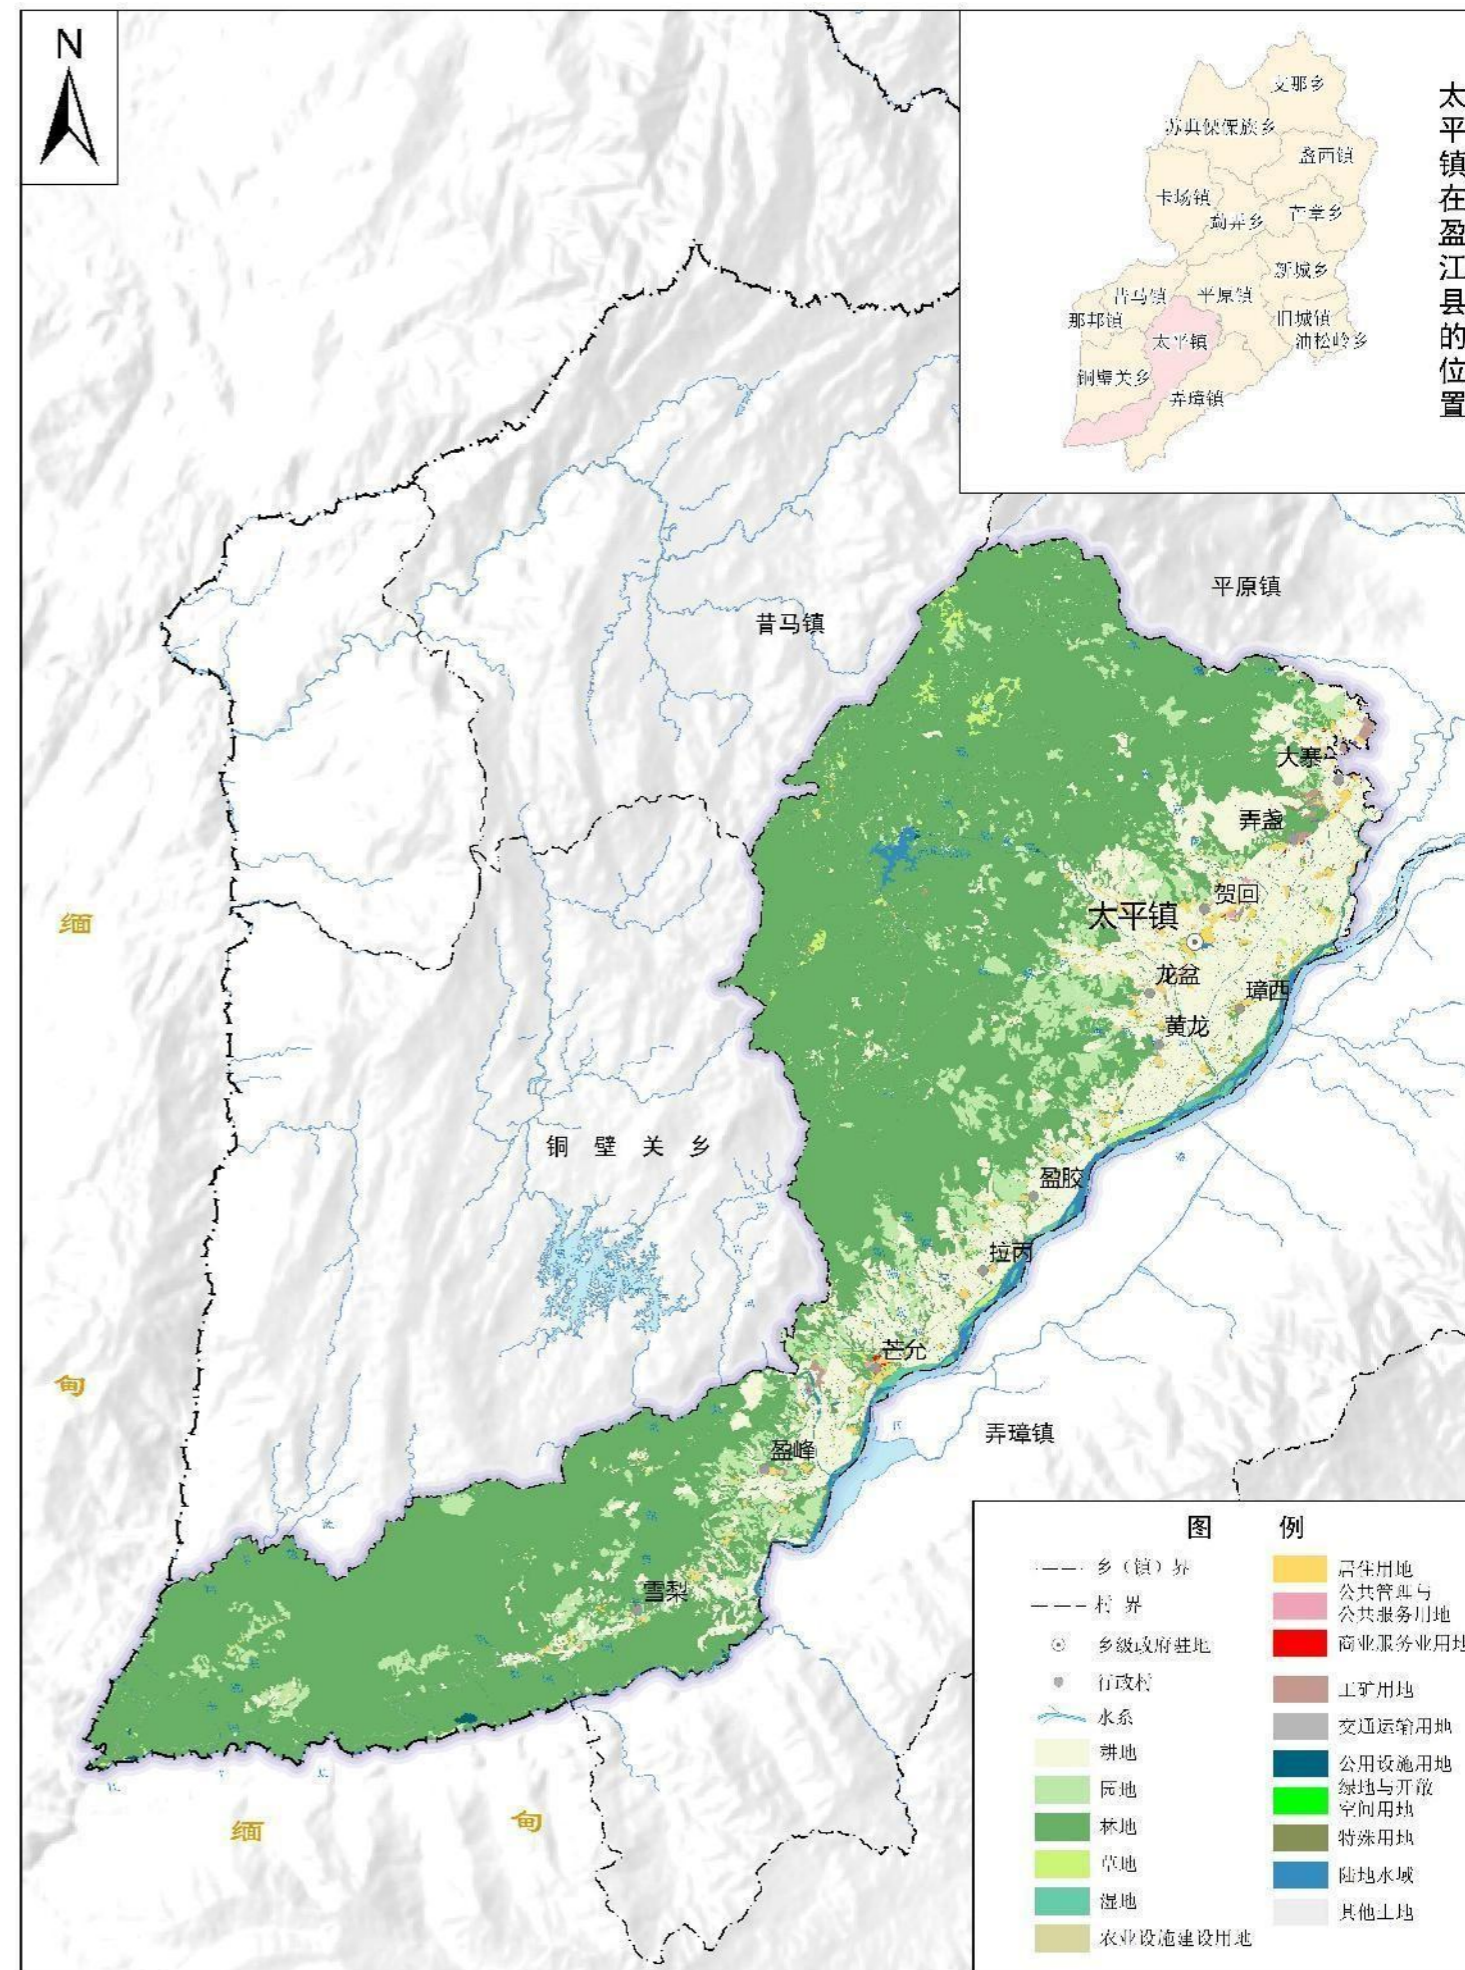 N
支那乡
苏典傈僳族乡
盏西镇
卡场镇
勐弄乡
芒章乡
新城乡
昔马镇
平原镇
那邦镇
旧城镇
油松岭乡
太平镇
铜壁关乡
弄璋镇
太平镇在盈江县的位置
平原镇
昔马镇
大寨
弄盏
缅
贺回
太平镇
龙盆
璋西
黄龙
铜壁关乡
盈胶
拉丙
芒允
甸
弄璋镇
盈峰
雪梨
缅
甸
图例
乡（镇）界
村界
乡级政府驻地
行政村
水系
耕地
园地
林地
草地
湿地
农业设施建设用地
居住用地
公共管理与
公共服务用地
商业服务业用地
工矿用地
交通运输用地
公用设施用地
绿地与开敞
空间用地
特殊用地
陆地水域
其他土地